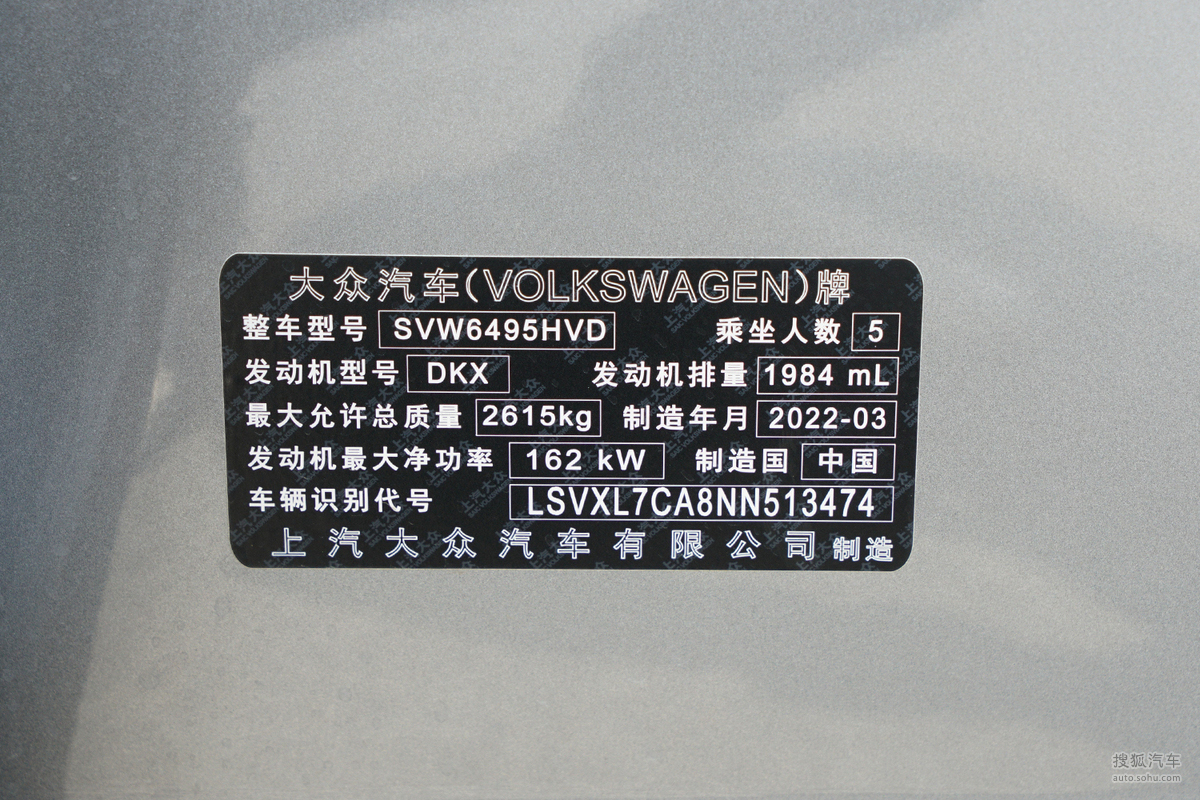 大众汽车(VOLKSWAGEN)牌
整车型号 SVW6495HVD 乘坐人数 5
发动机型号 DKX 发动机排量 1984 mL
最大允许总质量 2615kg 制造年月 2022-03
发动机最大净功率 162 kW 制造国 中国
车辆识别代号 LSVXL7CA8NN513474
上汽大众汽车有限公司 制造
搜狐汽车
auto.sohu.com